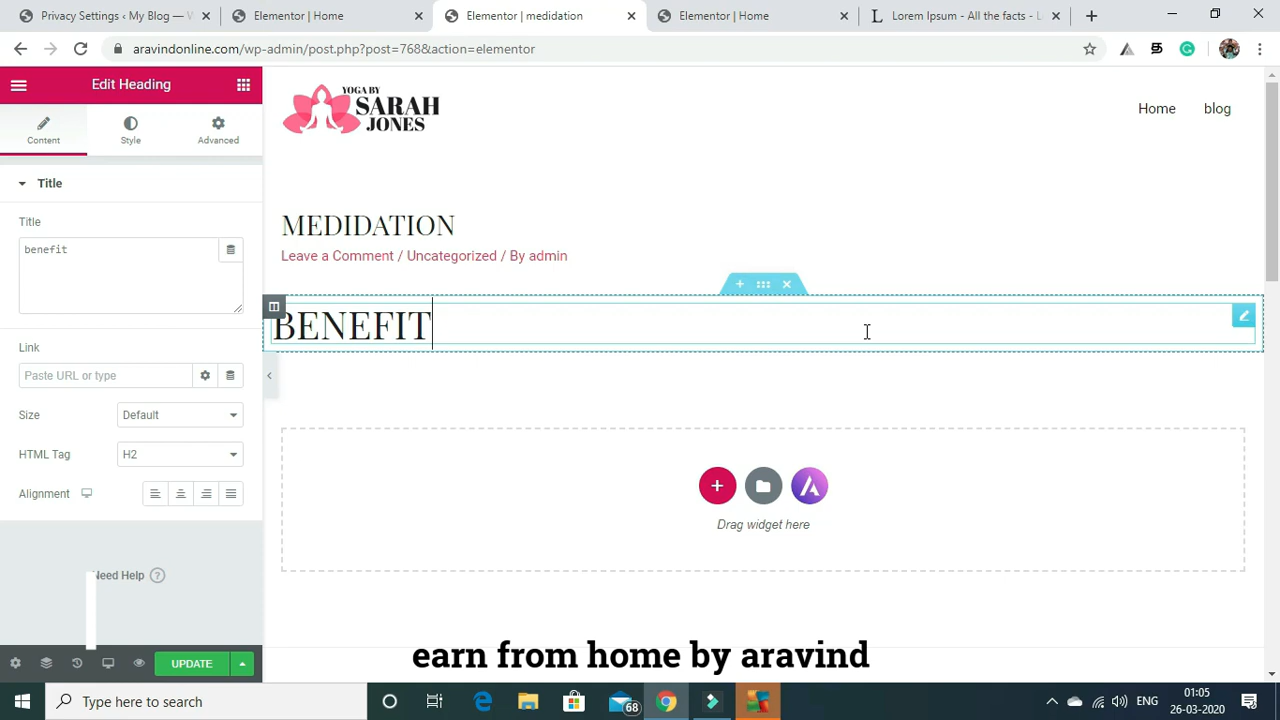 Privacy Settings ‹ My Blog — W
Elementor | Home
Elementor | medidation
Elementor | Home
Lorem Ipsum - All the facts - L
aravindonline.com/wp-admin/post.php?post=768&action=elementor
Edit Heading
Content
Style
Advanced
Title
Title
benefit
Link
Paste URL or type
Size
Default
HTML Tag
H2
Alignment
Need Help
UPDATE
YOGA BY
SARAH
JONES
Home
blog
MEDIDATION
Leave a Comment / Uncategorized / By admin
BENEFIT
Drag widget here
earn from home by aravind
Type here to search
68
ENG
01:05
26-03-2020